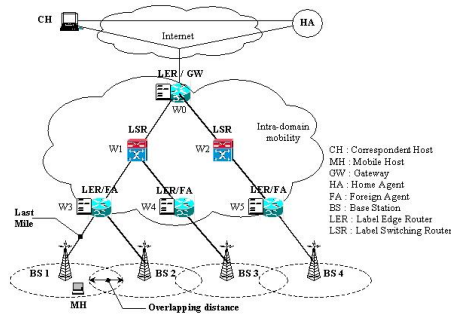 CH
Internet
HA
LER / GW
W0
LSR
LSR
W1
W2
Intra-domain
mobility
CH : Correspondent Host
MH : Mobile Host
GW : Gateway
HA : Home Agent
FA : Foreign Agent
BS : Base Station
LER : Label Edge Router
LSR : Label Switching Router
LER/FA
LER/FA
LER/FA
W3
W4
W5
Last
Mile
BS 1
BS 2
BS 3
BS 4
MH
Overlapping distance